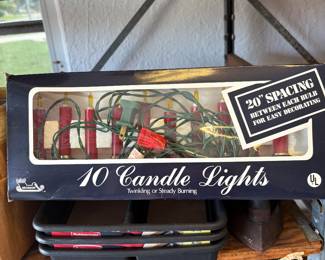 20" SPACING
BETWEEN EACH BULB
FOR EASY DECORATING
10 Candle Lights
Twinkling or Steady Burning
UL